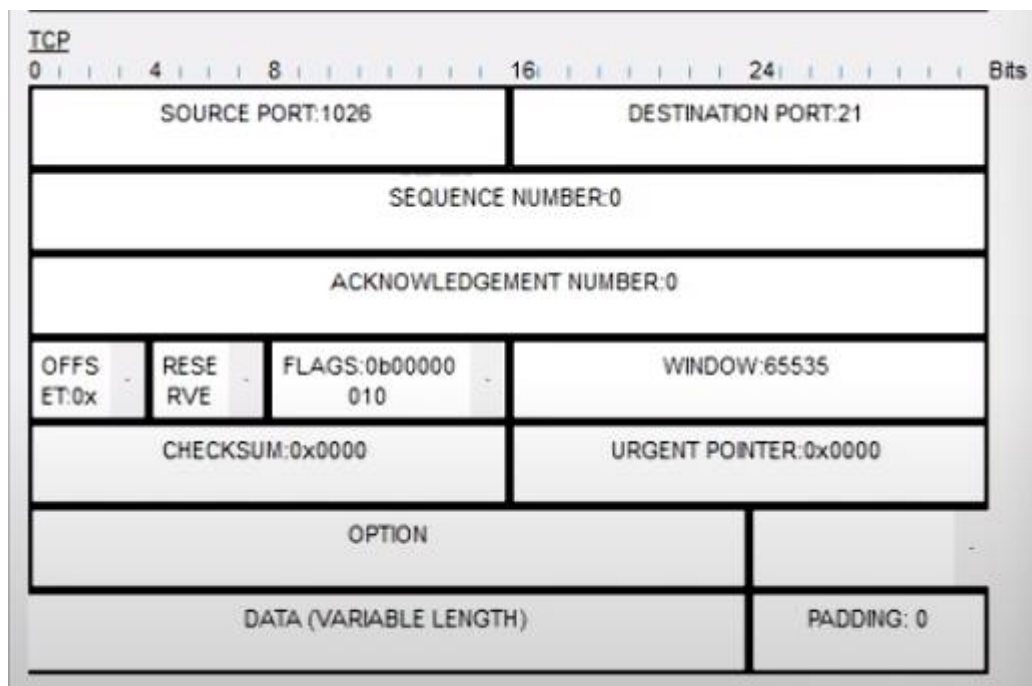 TCP
0 4 8 16 24 Bits
SOURCE PORT:1026 DESTINATION PORT:21
SEQUENCE NUMBER:0
ACKNOWLEDGEMENT NUMBER:0
OFFS RESE FLAGS:0b00000 WINDOW:65535
ET:0x RVE 010
CHECKSUM:0x0000 URGENT POINTER:0x0000
OPTION
DATA (VARIABLE LENGTH) PADDING: 0